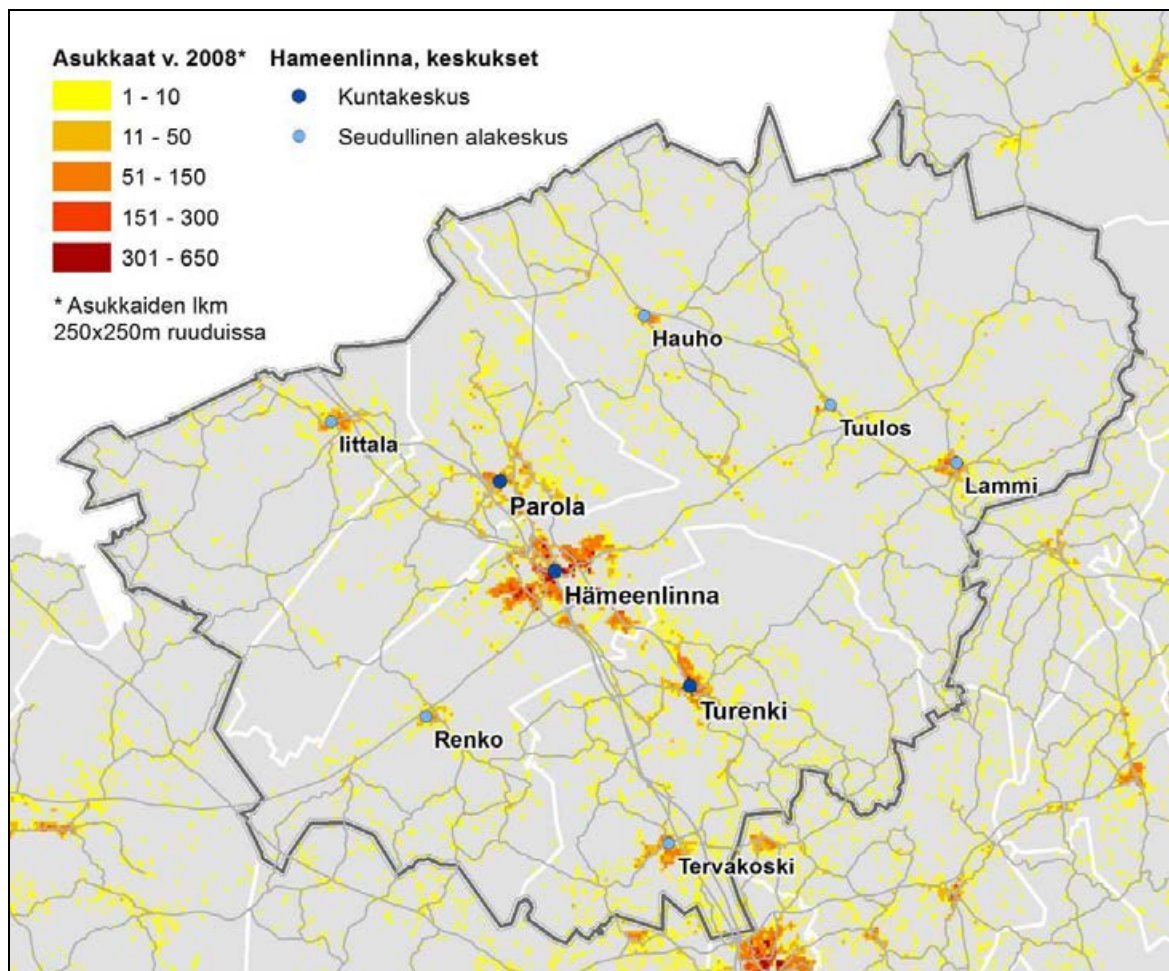 Asukkaat v. 2008*
1 - 10
11 - 50
51 - 150
151 - 300
301 - 650
* Asukkaiden lkm
250x250m ruuduissa
Hameenlinna, keskukset
Kuntakeskus
Seudullinen alakeskus
Hauho
Iittala
Tuulos
Lammi
Parola
Hämeenlinna
Turenki
Renko
Tervakoski